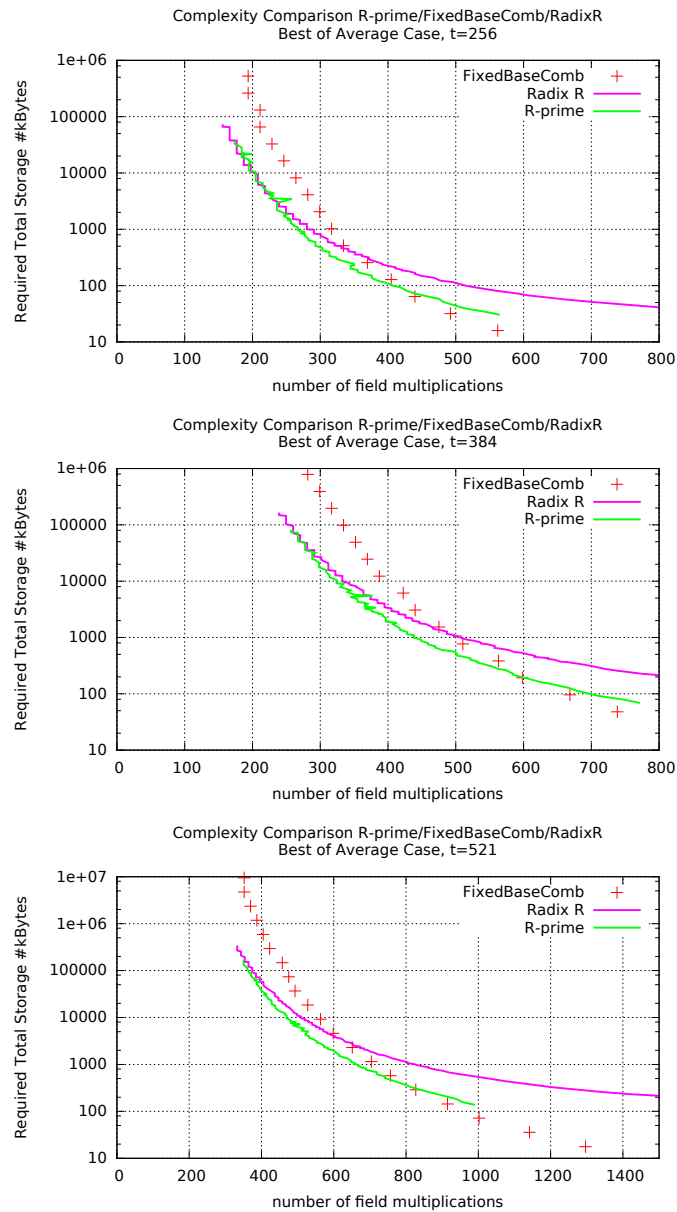 Complexity Comparison R-prime/FixedBaseComb/RadixR
Best of Average Case, t=256
Required Total Storage #kBytes
1e+06
100000
10000
1000
100
10
FixedBaseComb
Radix R
R-prime
0 100 200 300 400 500 600 700 800
number of field multiplications
Complexity Comparison R-prime/FixedBaseComb/RadixR
Best of Average Case, t=384
Required Total Storage #kBytes
1e+06
100000
10000
1000
100
10
FixedBaseComb
Radix R
R-prime
0 100 200 300 400 500 600 700 800
number of field multiplications
Complexity Comparison R-prime/FixedBaseComb/RadixR
Best of Average Case, t=521
Required Total Storage #kBytes
1e+07
1e+06
100000
10000
1000
100
10
FixedBaseComb
Radix R
R-prime
0 200 400 600 800 1000 1200 1400
number of field multiplications